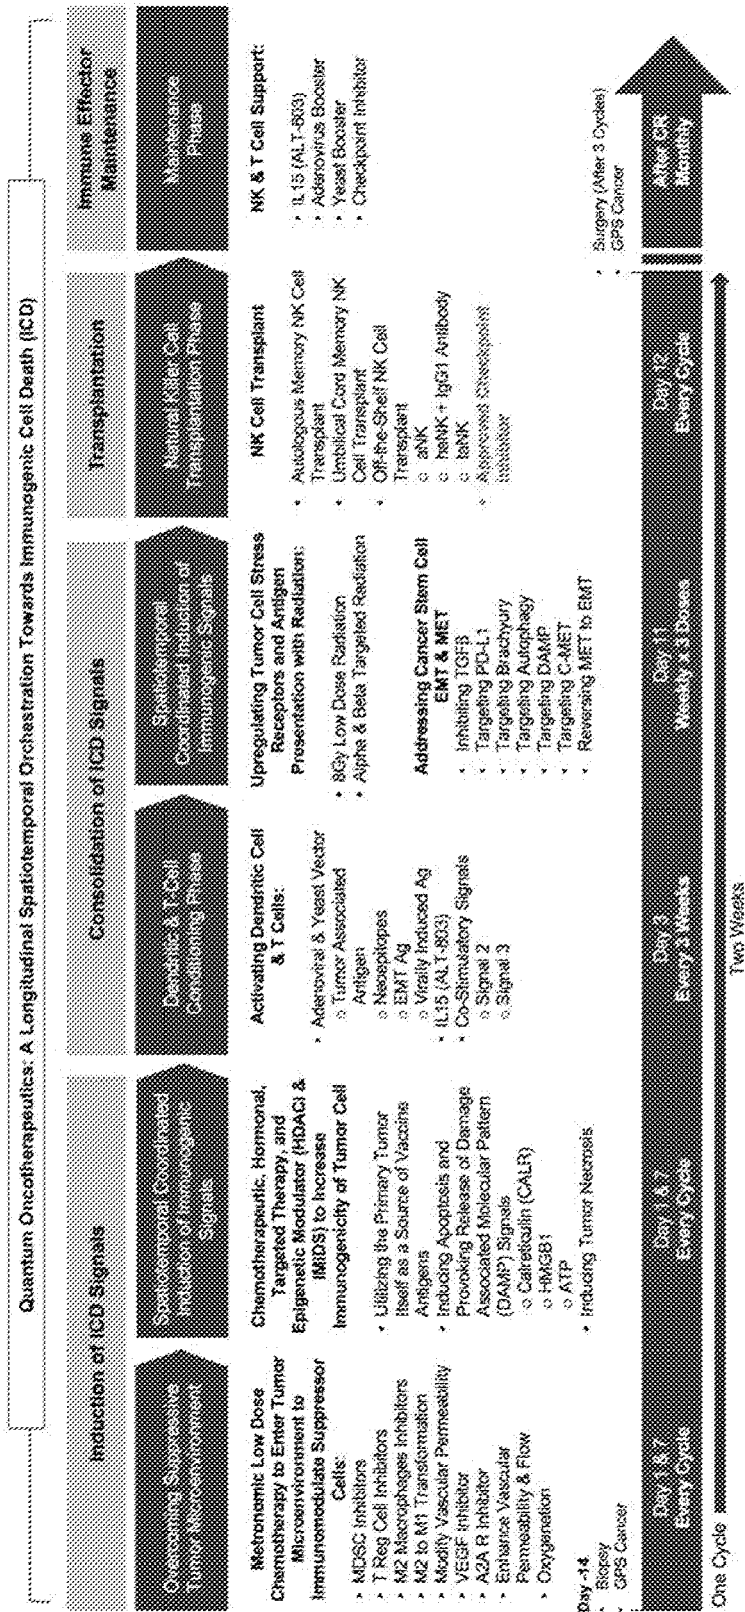 Quantum Oncotherapeutics: A Longitudinal Spatiotemporal Orchestration Towards Immunogenic Cell Death (ICD)
Induction of ICD Signals
Consolidation of ICD Signals
Transplantation
Immune Effector
Maintenance
Overcoming Suppressive
Tumor Microenvironment
Spatiotemporal Coordinated
Induction of Immunogenic
Signals
Dendritic & T Cell
Conditioning Phase
Spatiotemporal
Coordinated Initiation of
Immunogenic Signals
Natural Killer Cell
Transplantation Phase
Maintenance
Phase
Metronomic Low Dose
Chemotherapy to Enter Tumor
Microenvironment to
Immunomodulate Suppressor
Cells:
• MDSC Inhibitors
• T Reg Cell Inhibitors
• M2 Macrophages Inhibitors
• M2 to M1 Transformation
• Modify Vascular Permeability
• VEGF Inhibitor
• A2A R Inhibitor
• Enhance Vascular
Permeability & Flow
• Oxygenation
Chemotherapeutic, Hormonal,
Targeted Therapy, and
Epigenetic Modulator (HDACi) &
IMiDS) to Increase
Immunogenicity of Tumor Cell
• Utilizing the Primary Tumor
Itself as a Source of Vaccine
Antigens
• Inducing Apoptosis and
Provoking Release of Damage
Associated Molecular Pattern
(DAMP) Signals
○ Calreticulin (CALR)
○ HMGB1
○ ATP
• Inducing Tumor Necrosis
Activating Dendritic Cell
& T Cells:
• Adenoviral & Yeast Vector
○ Tumor Associated
Antigen
○ Neoepitopes
○ EMT Ag
○ Virally Induced Ag
• IL15 (ALT-803)
• Co-Stimulatory Signals
○ Signal 2
○ Signal 3
Upregulating Tumor Cell Stress
Receptors and Antigen
Presentation with Radiation:
• 8Gy Low Dose Radiation
• Alpha & Beta Targeted Radiation
Addressing Cancer Stem Cell
EMT & MET
• Inhibiting TGFβ
• Targeting PD-L1
• Targeting Brachyury
• Targeting Autophagy
• Targeting DAMP
• Targeting C-MET
• Reversing MET to EMT
NK Cell Transplant
• Autologous Memory NK Cell
Transplant
• Umbilical Cord Memory NK
Cell Transplant
• Off-the-Shelf NK Cell
Transplant
○ aNK
○ haNK + IgG1 Antibody
○ taNK
• Approved Checkpoint
Inhibitor
NK & T Cell Support:
• IL15 (ALT-803)
• Adenovirus Booster
• Yeast Booster
• Checkpoint Inhibitor
Day -14
• Biopsy
• GPS Cancer
• Surgery (After 3 Cycles)
• GPS Cancer
Day 1 & 7
Every Cycle
Day 1 & 7
Every Cycle
Day 3
Every 3 Weeks
Day 11
Weekly x 3 Doses
Day 12
Every Cycle
After CR
Monthly
One Cycle
Two Weeks